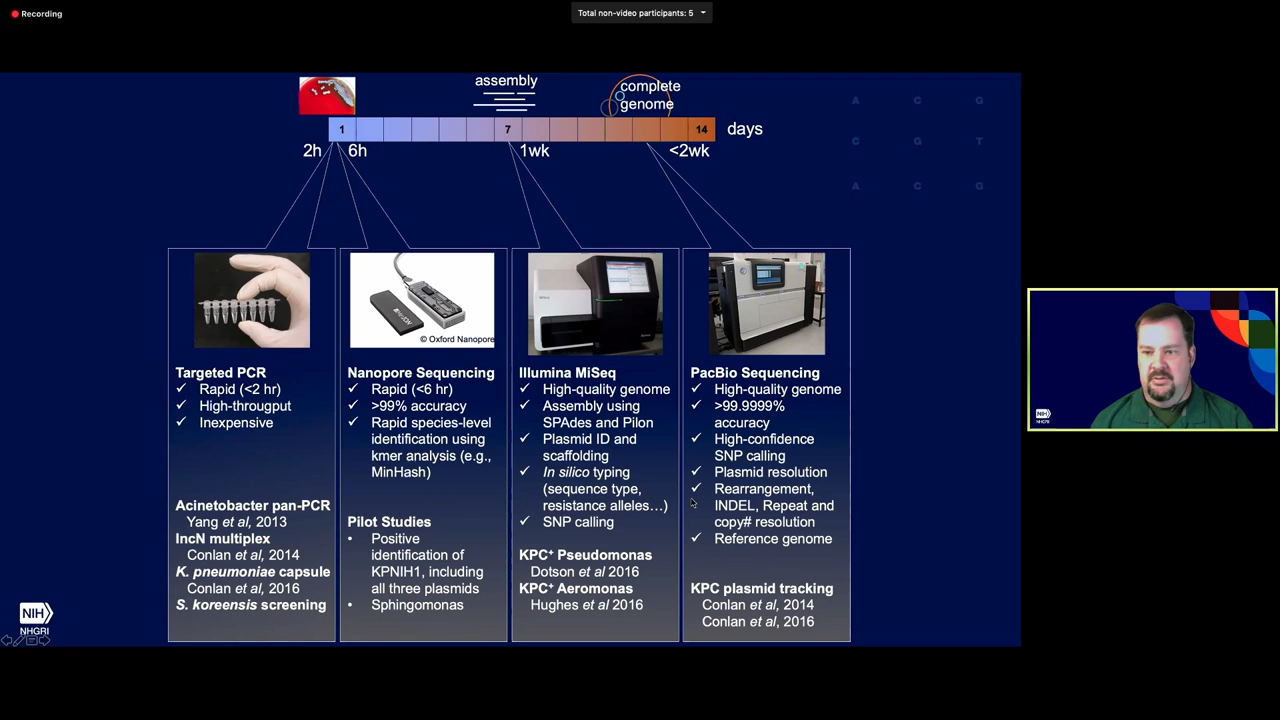 Recording
Total non-video participants: 5
assembly
complete
genome
1
7
14
days
2h
6h
1wk
<2wk
A C G
C G T
A C G
© Oxford Nanopore
Targeted PCR
✓ Rapid (<2 hr)
✓ High-througput
✓ Inexpensive
Acinetobacter pan-PCR
Yang et al, 2013
IncN multiplex
Conlan et al, 2014
K. pneumoniae capsule
Conlan et al, 2016
S. koreensis screening
Nanopore Sequencing
✓ Rapid (<6 hr)
✓ >99% accuracy
✓ Rapid species-level
identification using
kmer analysis (e.g.,
MinHash)
Pilot Studies
• Positive
identification of
KPNIH1, including
all three plasmids
• Sphingomonas
Illumina MiSeq
✓ High-quality genome
✓ Assembly using
SPAdes and Pilon
✓ Plasmid ID and
scaffolding
✓ In silico typing
(sequence type,
resistance alleles…)
✓ SNP calling
KPC⁺ Pseudomonas
Dotson et al 2016
KPC⁺ Aeromonas
Hughes et al 2016
PacBio Sequencing
✓ High-quality genome
✓ >99.9999%
accuracy
✓ High-confidence
SNP calling
✓ Plasmid resolution
✓ Rearrangement,
INDEL, Repeat and
copy# resolution
✓ Reference genome
KPC plasmid tracking
Conlan et al, 2014
Conlan et al, 2016
NIH
NHGRI
NIH
NHGRI